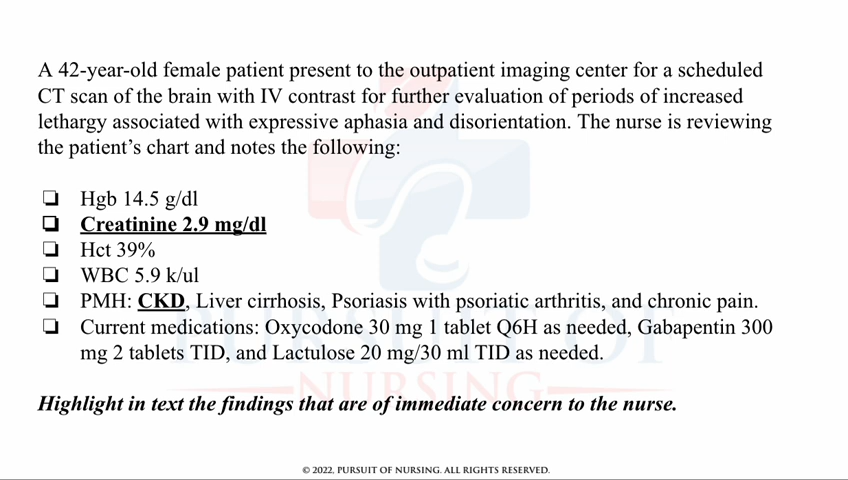 A 42-year-old female patient present to the outpatient imaging center for a scheduled
CT scan of the brain with IV contrast for further evaluation of periods of increased
lethargy associated with expressive aphasia and disorientation. The nurse is reviewing
the patient's chart and notes the following:
❏ Hgb 14.5 g/dl
❏ Creatinine 2.9 mg/dl
❏ Hct 39%
❏ WBC 5.9 k/ul
❏ PMH: CKD, Liver cirrhosis, Psoriasis with psoriatic arthritis, and chronic pain.
❏ Current medications: Oxycodone 30 mg 1 tablet Q6H as needed, Gabapentin 300
mg 2 tablets TID, and Lactulose 20 mg/30 ml TID as needed.
PURSUIT OF
NURSING
Highlight in text the findings that are of immediate concern to the nurse.
© 2022, PURSUIT OF NURSING. ALL RIGHTS RESERVED.